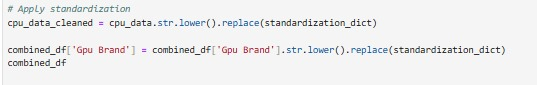 # Apply standardization
cpu_data_cleaned = cpu_data.str.lower().replace(standardization_dict)
combined_df['Gpu Brand'] = combined_df['Gpu Brand'].str.lower().replace(standardization_dict)
combined_df